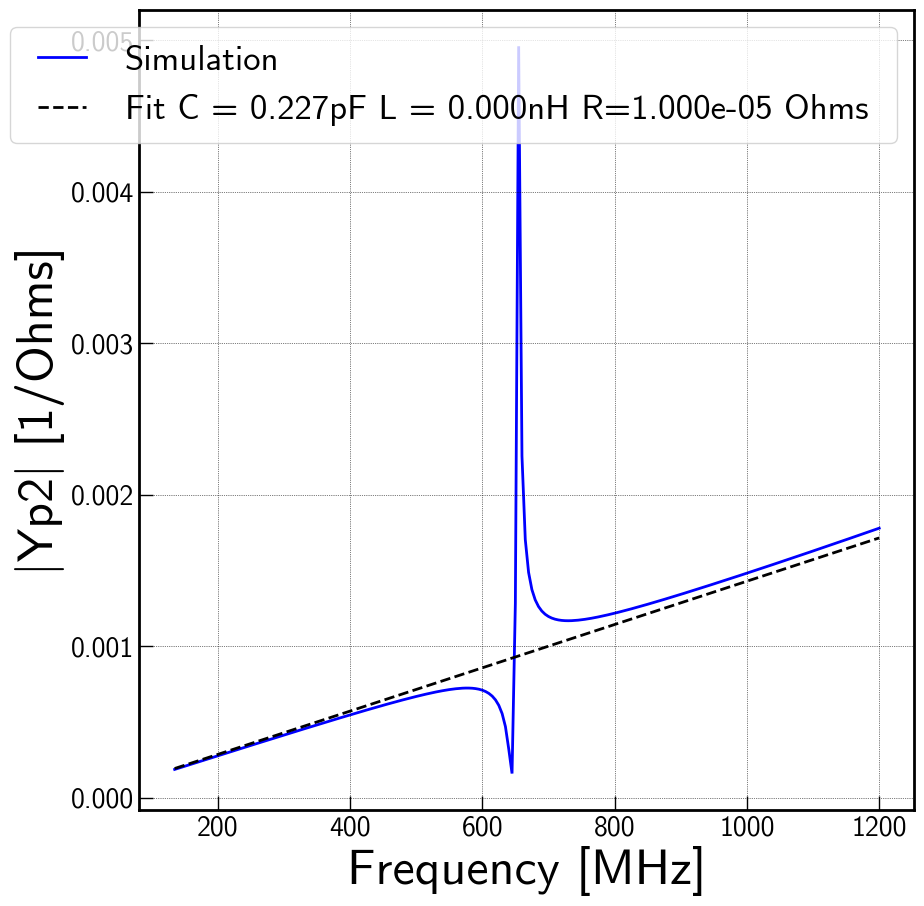 0.005
Simulation
Fit C = 0.227pF L = 0.000nH R=1.000e-05 Ohms
0.004
0.003
0.002
0.001
0.000
|Yp2| [1/Ohms]
200 400 600 800 1000 1200
Frequency [MHz]